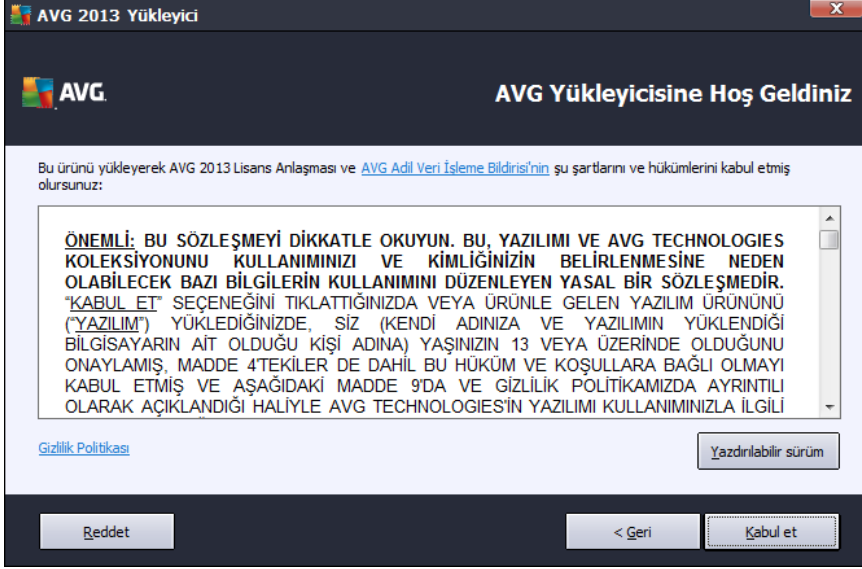 AVG 2013 Yükleyici
AVG.
AVG Yükleyicisine Hoş Geldiniz
Bu ürünü yükleyerek AVG 2013 Lisans Anlaşması ve AVG Adil Veri İşleme Bildirisi'nin şu şartlarını ve hükümlerini kabul etmiş
olursunuz:
ÖNEMLİ: BU SÖZLEŞMEYİ DİKKATLE OKUYUN. BU, YAZILIMI VE AVG TECHNOLOGIES
KOLEKSİYONUNU KULLANIMINIZI VE KİMLİĞİNİZİN BELİRLENMESİNE NEDEN
OLABİLECEK BAZI BİLGİLERİN KULLANIMINI DÜZENLEYEN YASAL BİR SÖZLEŞMEDİR.
“KABUL ET” SEÇENEĞİNİ TIKLATTIĞINIZDA VEYA ÜRÜNLE GELEN YAZILIM ÜRÜNÜNÜ
(“YAZILIM”) YÜKLEDİĞİNİZDE, SİZ (KENDİ ADINIZA VE YAZILIMIN YÜKLENDİĞİ
BİLGİSAYARIN AİT OLDUĞU KİŞİ ADINA) YAŞINIZIN 13 VEYA ÜZERİNDE OLDUĞUNU
ONAYLAMIŞ, MADDE 4'TEKİLER DE DAHİL BU HÜKÜM VE KOŞULLARA BAĞLI OLMAYI
KABUL ETMİŞ VE AŞAĞIDAKİ MADDE 9'DA VE GİZLİLİK POLİTİKAMIZDA AYRINTILI
OLARAK AÇIKLANDIĞI HALİYLE AVG TECHNOLOGIES'İN YAZILIMI KULLANIMINIZLA İLGİLİ
Gizlilik Politikası
Yazdırılabilir sürüm
Reddet
< Geri
Kabul et